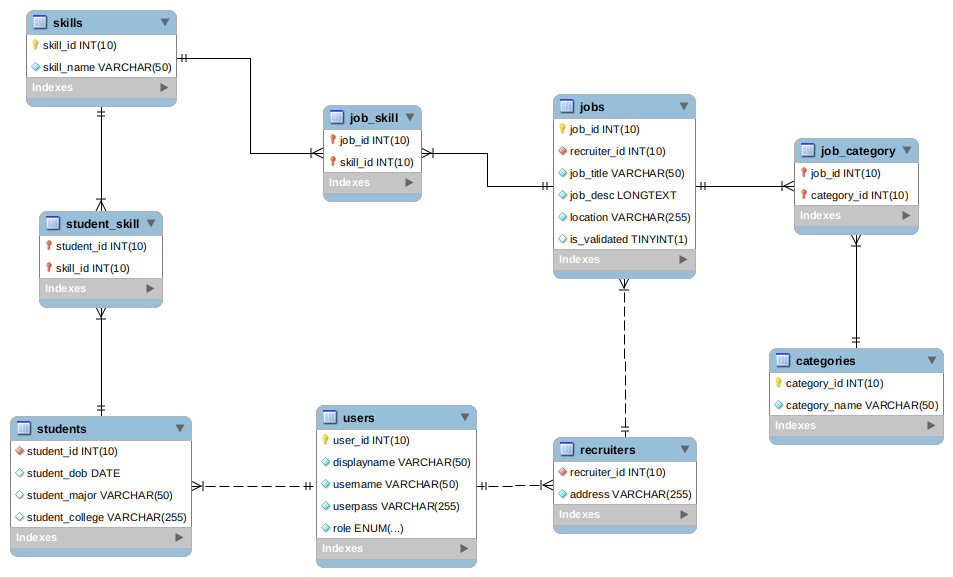 skills
skill_id INT(10)
skill_name VARCHAR(50)
Indexes
job_skill
job_id INT(10)
skill_id INT(10)
Indexes
jobs
job_id INT(10)
recruiter_id INT(10)
job_title VARCHAR(50)
job_desc LONGTEXT
location VARCHAR(255)
is_validated TINYINT(1)
Indexes
job_category
job_id INT(10)
category_id INT(10)
Indexes
student_skill
student_id INT(10)
skill_id INT(10)
Indexes
categories
category_id INT(10)
category_name VARCHAR(50)
Indexes
students
student_id INT(10)
student_dob DATE
student_major VARCHAR(50)
student_college VARCHAR(255)
Indexes
users
user_id INT(10)
displayname VARCHAR(50)
username VARCHAR(50)
userpass VARCHAR(255)
role ENUM(...)
Indexes
recruiters
recruiter_id INT(10)
address VARCHAR(255)
Indexes